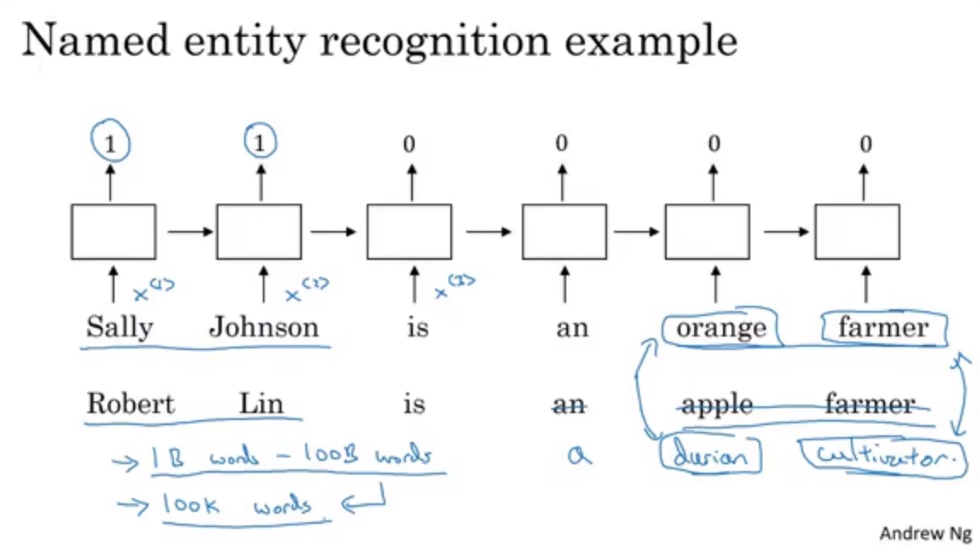 Named entity recognition example
1 1 0 0 0 0
x<1> x<2> x<3>
Sally Johnson is an orange farmer
Robert Lin is an apple farmer
→ 1B words - 100B words a durian cultivator.
→ 100K words
Andrew Ng